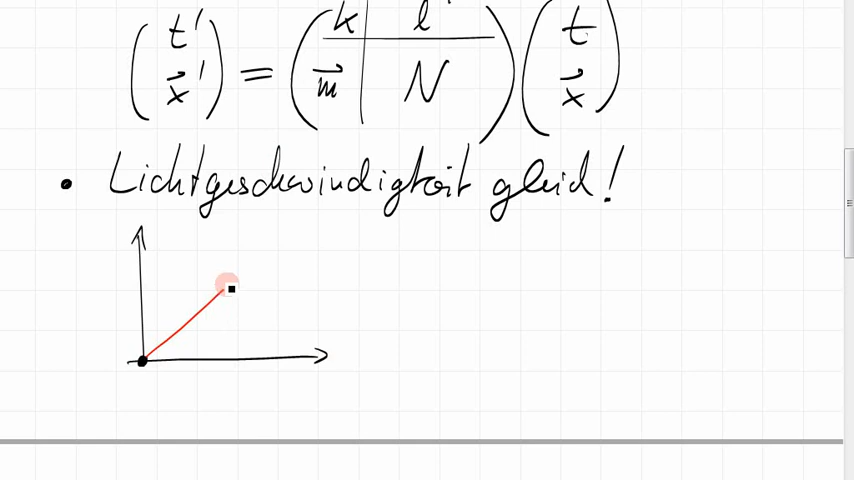 (t' x⃗') = (k l m⃗ N) (t x⃗)
• Lichtgeschwindigkeit gleich!